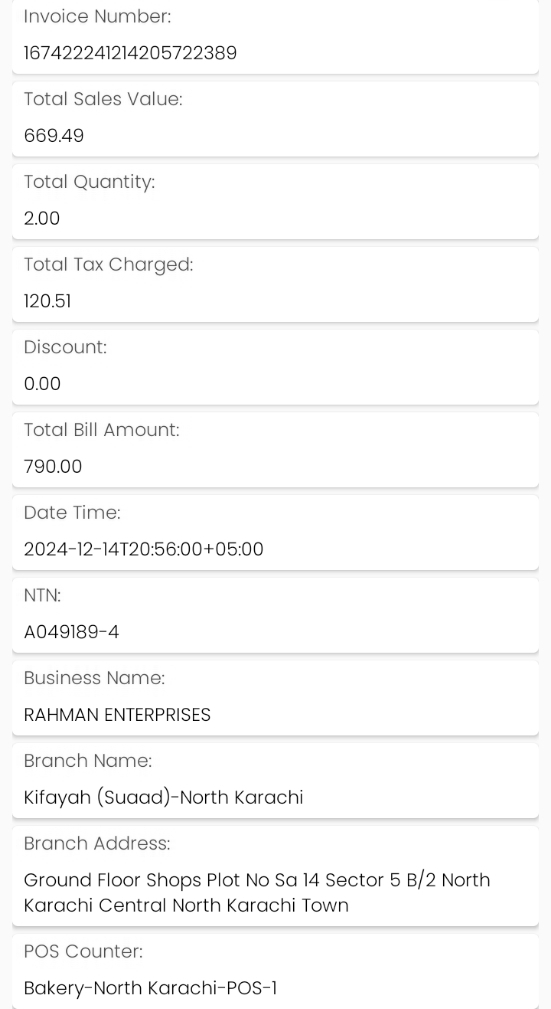 Invoice Number:
167422241214205722389
Total Sales Value:
669.49
Total Quantity:
2.00
Total Tax Charged:
120.51
Discount:
0.00
Total Bill Amount:
790.00
Date Time:
2024-12-14T20:56:00+05:00
NTN:
A049189-4
Business Name:
RAHMAN ENTERPRISES
Branch Name:
Kifayah (Suaad)-North Karachi
Branch Address:
Ground Floor Shops Plot No Sa 14 Sector 5 B/2 North
Karachi Central North Karachi Town
POS Counter:
Bakery-North Karachi-POS-1